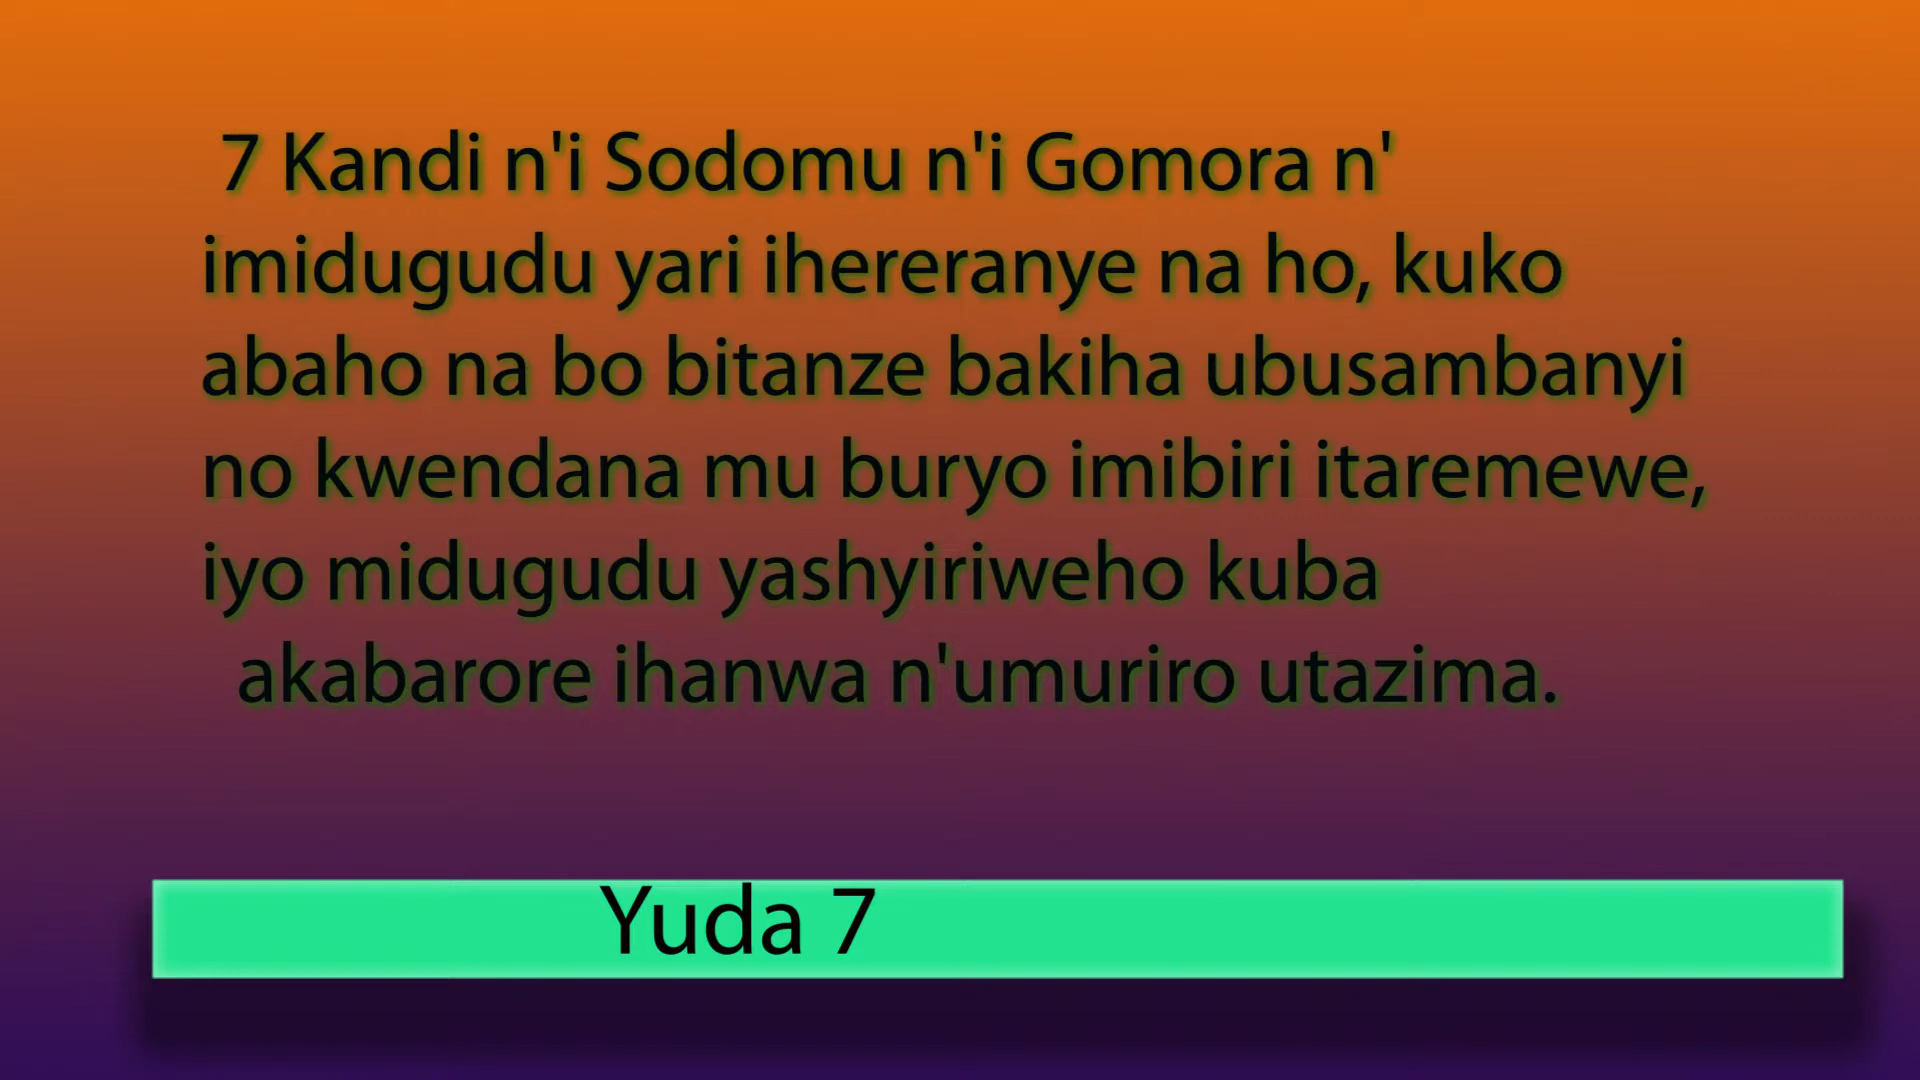 7 Kandi n'i Sodomu n'i Gomora n'
imidugudu yari ihereranye na ho, kuko
abaho na bo bitanze bakiha ubusambanyi
no kwendana mu buryo imibiri itaremewe,
iyo midugudu yashyiriweho kuba
akabarore ihanwa n'umuriro utazima.
Yuda 7